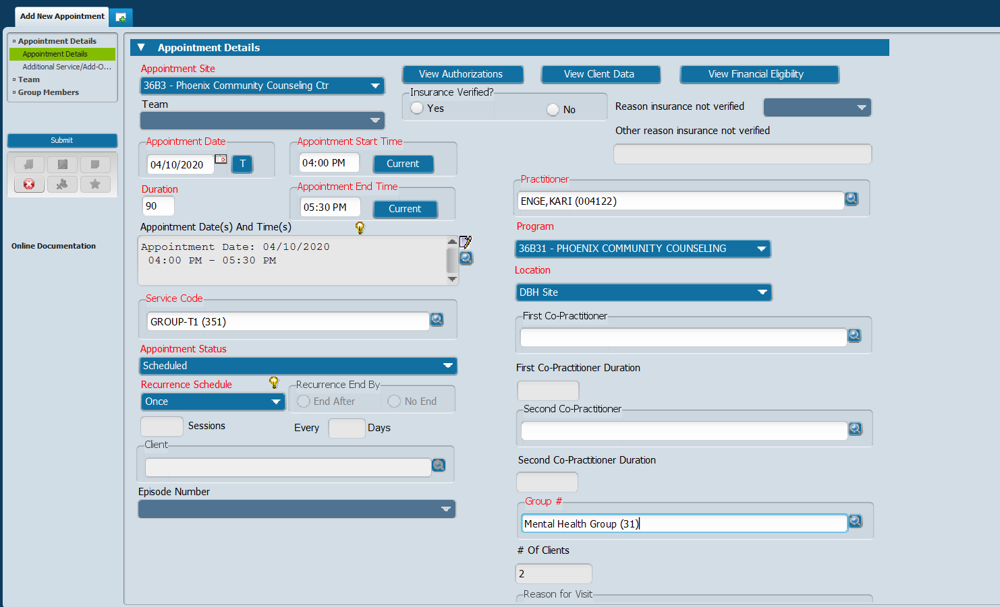 Add New Appointment
Appointment Details
Appointment Details
Additional Service/Add-O...
Team
Group Members
Submit
Online Documentation
Appointment Details
Appointment Site
36B3 - Phoenix Community Counseling Ctr
Team
View Authorizations
View Client Data
View Financial Eligibility
Insurance Verified?
Yes
No
Reason insurance not verified
Other reason insurance not verified
Appointment Date
04/10/2020
T
Appointment Start Time
04:00 PM
Current
Duration
90
Appointment End Time
05:30 PM
Current
Appointment Date(s) And Time(s)
Appointment Date: 04/10/2020
04:00 PM - 05:30 PM
Service Code
GROUP-T1 (351)
Appointment Status
Scheduled
Recurrence Schedule
Once
Recurrence End By
End After
No End
Sessions
Every
Days
Client
Episode Number
Practitioner
ENGE,KARI (004122)
Program
36B31 - PHOENIX COMMUNITY COUNSELING
Location
DBH Site
First Co-Practitioner
First Co-Practitioner Duration
Second Co-Practitioner
Second Co-Practitioner Duration
Group #
Mental Health Group (31)
# Of Clients
2
Reason for Visit